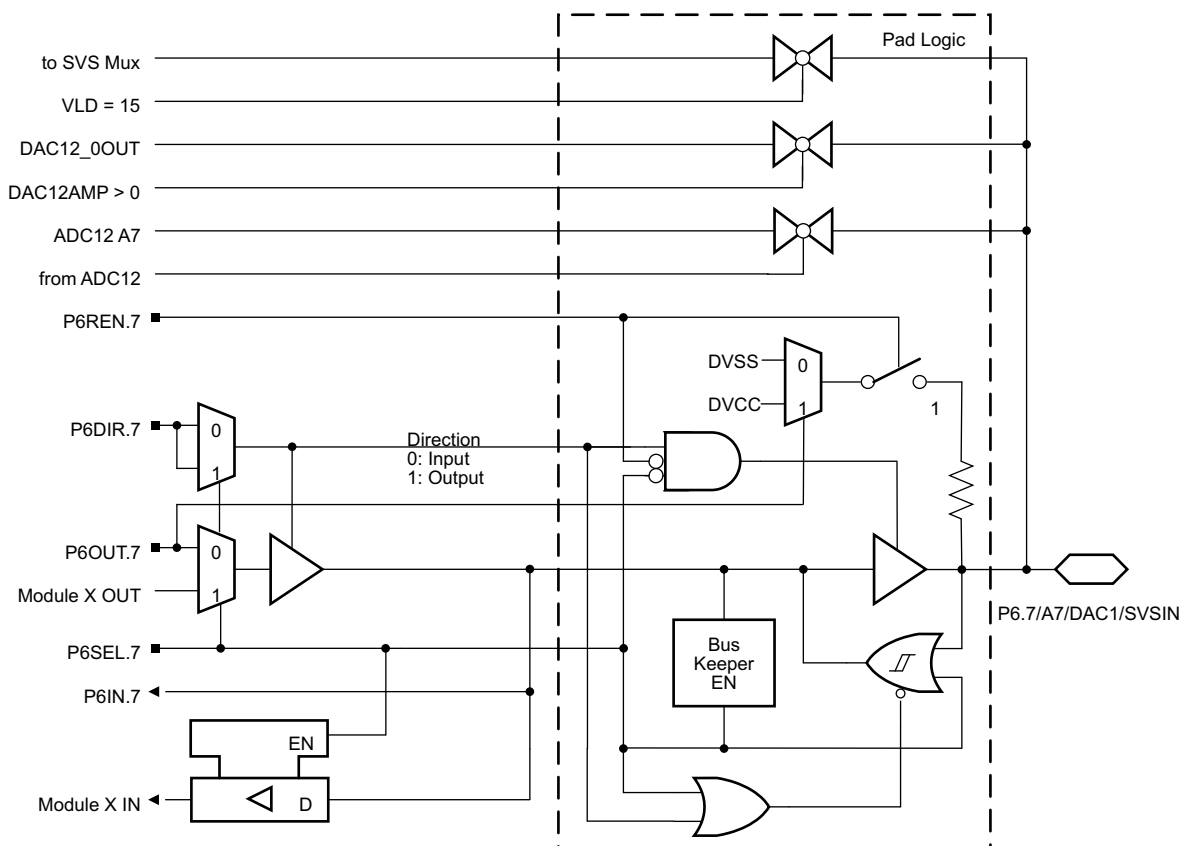 Pad Logic
to SVS Mux
VLD = 15
DAC12_0OUT
DAC12AMP > 0
ADC12 A7
from ADC12
P6REN.7
DVSS
0
DVCC
1
1
P6DIR.7
0
1
Direction
0: Input
1: Output
P6OUT.7
0
Module X OUT
1
P6.7/A7/DAC1/SVSIN
P6SEL.7
Bus
Keeper
EN
P6IN.7
EN
Module X IN
D